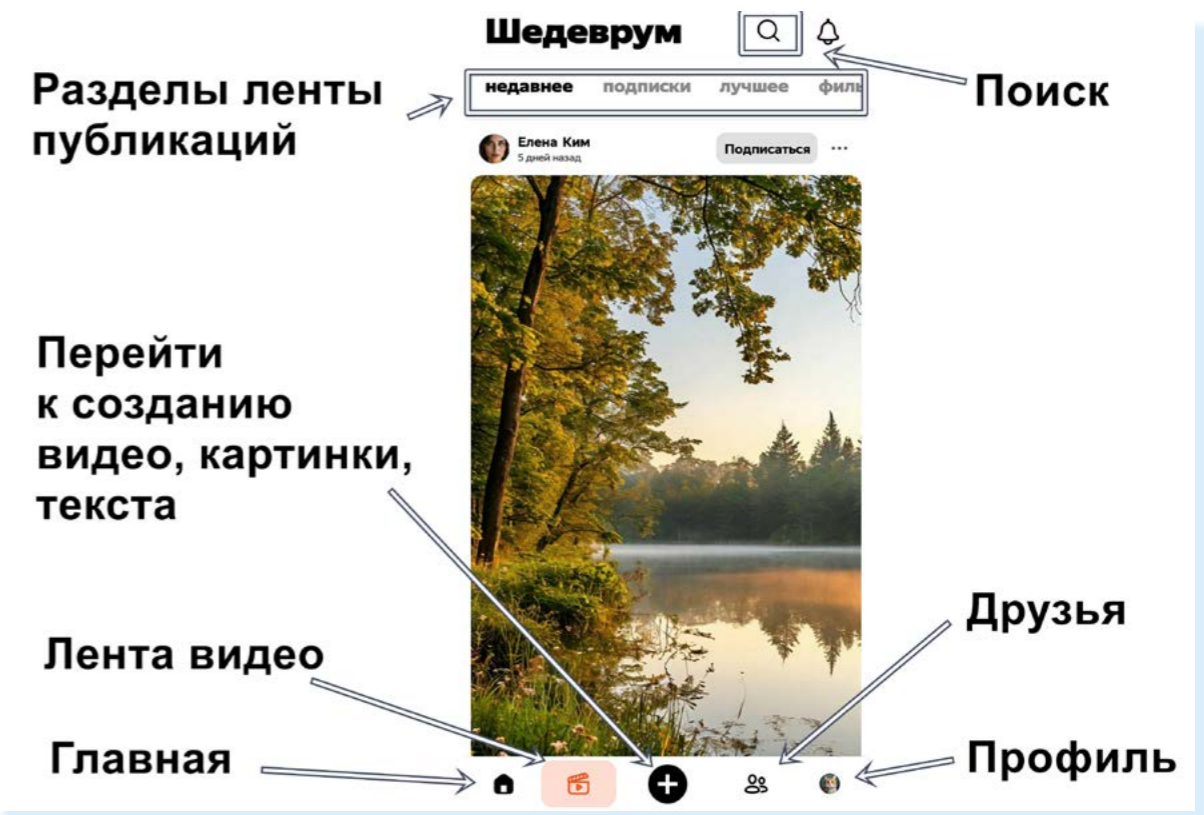 Шедеврум
Поиск
Разделы ленты
публикаций
недавнее подписки лучшее филь
Елена Ким
5 дней назад
Подписаться
Перейти
к созданию
видео, картинки,
текста
Друзья
Лента видео
Главная
Профиль